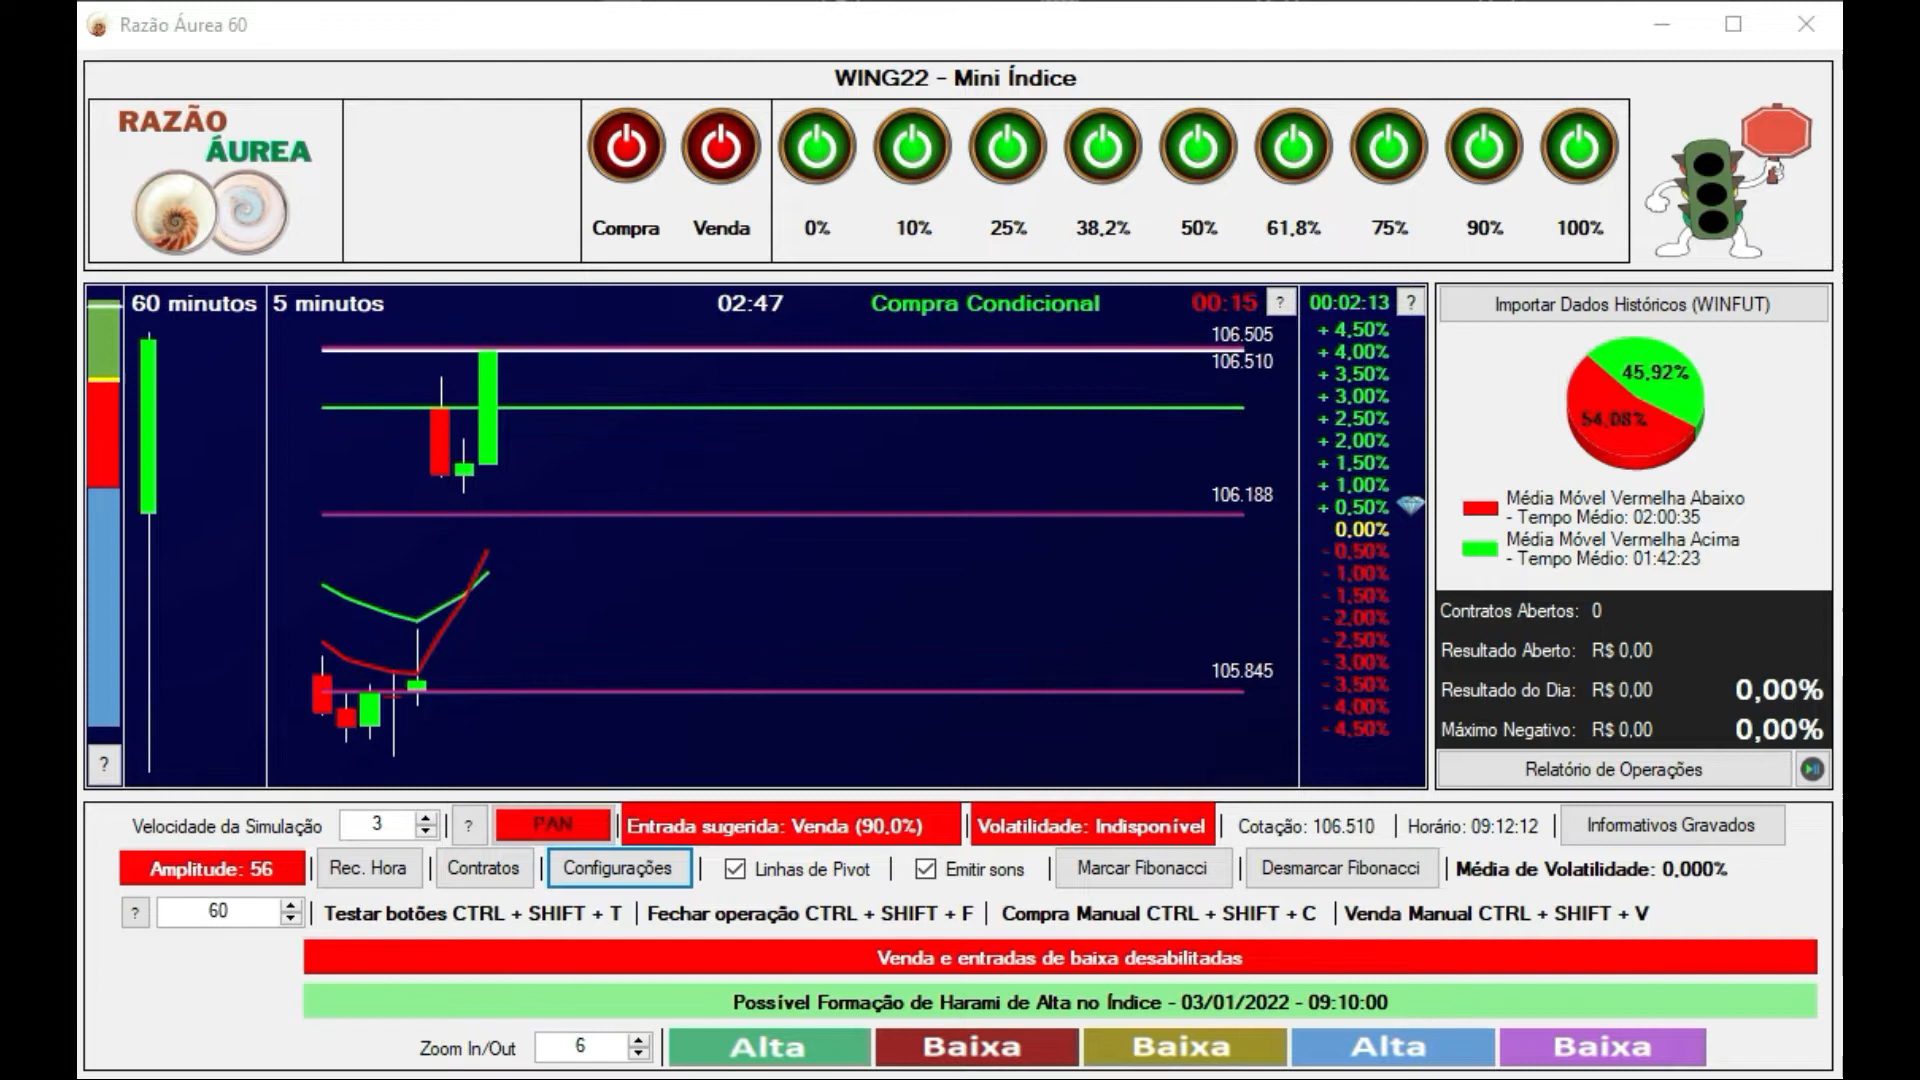 Razão Áurea 60
WING22 - Mini Índice
RAZÃO
ÁUREA
Compra Venda 0% 10% 25% 38,2% 50% 61,8% 75% 90% 100%
60 minutos 5 minutos 02:47 Compra Condicional 00:15 ? 00:02:13 ?
106.505
106.510
106.188
105.845
+ 4,50%
+ 4,00%
+ 3,50%
+ 3,00%
+ 2,50%
+ 2,00%
+ 1,50%
+ 1,00%
+ 0,50%
0,00%
- 0,50%
- 1,00%
- 1,50%
- 2,00%
- 2,50%
- 3,00%
- 3,50%
- 4,00%
- 4,50%
?
Importar Dados Históricos (WINFUT)
45,92%
54,08%
Média Móvel Vermelha Abaixo
- Tempo Médio: 02:00:35
Média Móvel Vermelha Acima
- Tempo Médio: 01:42:23
Contratos Abertos: 0
Resultado Aberto: R$ 0,00
Resultado do Dia: R$ 0,00 0,00%
Máximo Negativo: R$ 0,00 0,00%
Relatório de Operações
Velocidade da Simulação 3 ? PAN Entrada sugerida: Venda (90,0%) Volatilidade: Indisponível Cotação: 106.510 Horário: 09:12:12 Informativos Gravados
Amplitude: 56 Rec. Hora Contratos Configurações Linhas de Pivot Emitir sons Marcar Fibonacci Desmarcar Fibonacci Média de Volatilidade: 0,000%
? 60 Testar botões CTRL + SHIFT + T Fechar operação CTRL + SHIFT + F Compra Manual CTRL + SHIFT + C Venda Manual CTRL + SHIFT + V
Venda e entradas de baixa desabilitadas
Possível Formação de Harami de Alta no Índice - 03/01/2022 - 09:10:00
Zoom In/Out 6 Alta Baixa Baixa Alta Baixa